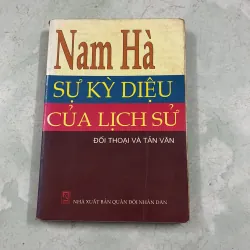 Nam Hà
SỰ KỲ DIỆU
CỦA LỊCH SỬ
ĐỐI THOẠI VÀ TẢN VĂN
NHÀ XUẤT BẢN QUÂN ĐỘI NHÂN DÂN